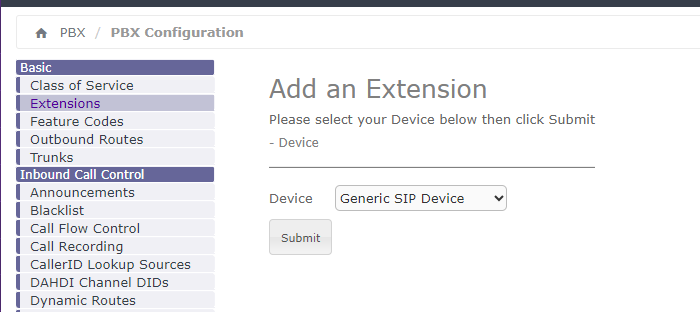 PBX / PBX Configuration
Basic
Class of Service
Extensions
Feature Codes
Outbound Routes
Trunks
Inbound Call Control
Announcements
Blacklist
Call Flow Control
Call Recording
CallerID Lookup Sources
DAHDI Channel DIDs
Dynamic Routes
Add an Extension
Please select your Device below then click Submit
- Device
Device Generic SIP Device
Submit